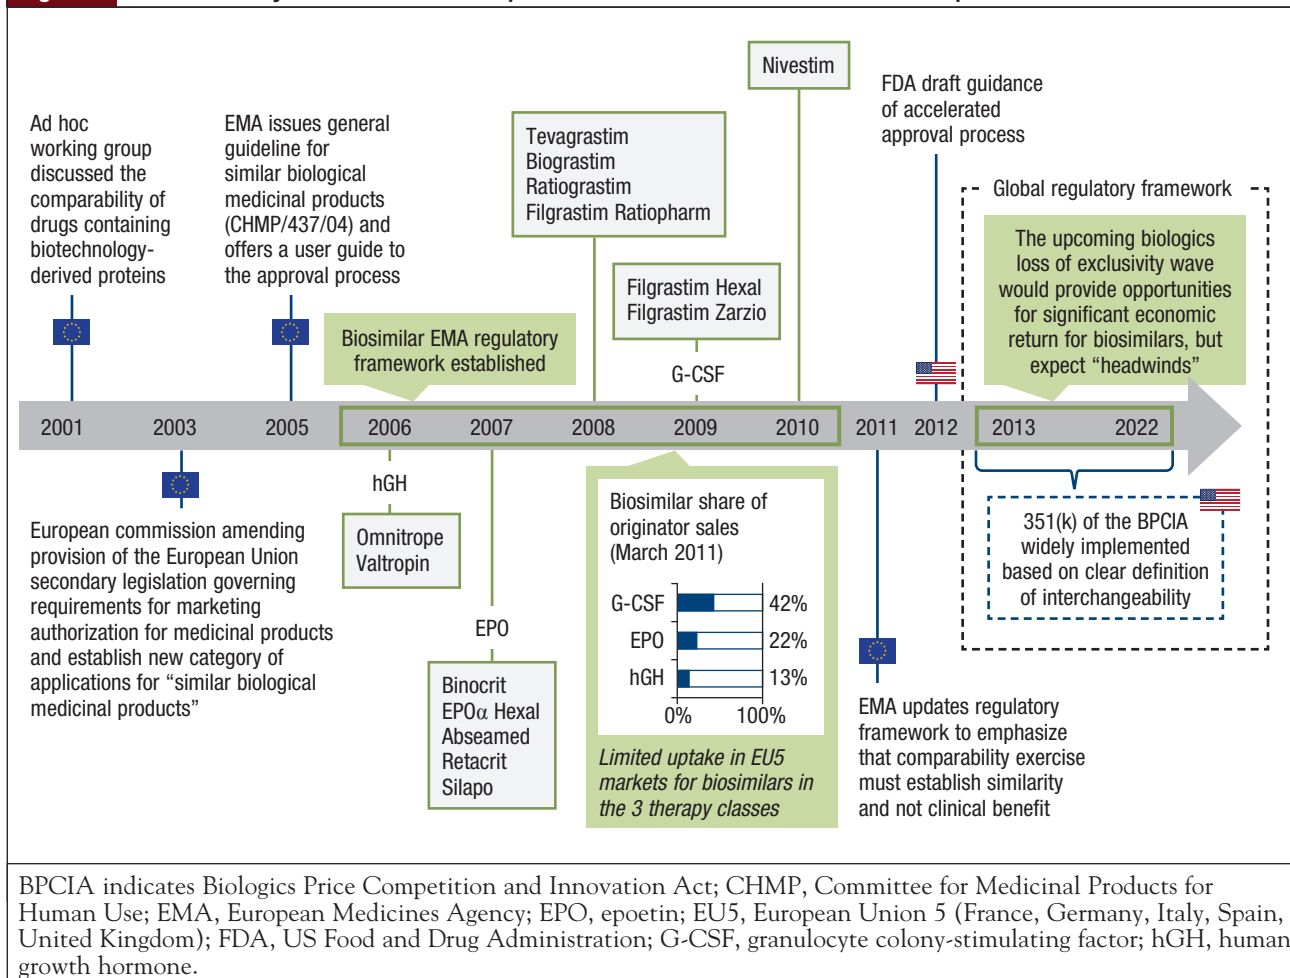 Ad hoc
working group
discussed the
comparability of
drugs containing
biotechnology-
derived proteins
EMA issues general
guideline for
similar biological
medicinal products
(CHMP/437/04) and
offers a user guide to
the approval process
Biosimilar EMA regulatory
framework established
Tevagrastim
Biograstim
Ratiograstim
Filgrastim Ratiopharm
Filgrastim Hexal
Filgrastim Zarzio
G-CSF
Nivestim
FDA draft guidance
of accelerated
approval process
Global regulatory framework
The upcoming biologics
loss of exclusivity wave
would provide opportunities
for significant economic
return for biosimilars, but
expect “headwinds”
2001 2003 2005 2006 2007 2008 2009 2010 2011 2012 2013 2022
European commission amending
provision of the European Union
secondary legislation governing
requirements for marketing
authorization for medicinal products
and establish new category of
applications for “similar biological
medicinal products”
hGH
Omnitrope
Valtropin
EPO
Binocrit
EPOα Hexal
Abseamed
Retacrit
Silapo
Biosimilar share of
originator sales
(March 2011)
G-CSF 42%
EPO 22%
hGH 13%
0% 100%
Limited uptake in EU5
markets for biosimilars in
the 3 therapy classes
EMA updates regulatory
framework to emphasize
that comparability exercise
must establish similarity
and not clinical benefit
351(k) of the BPCIA
widely implemented
based on clear definition
of interchangeability
BPCIA indicates Biologics Price Competition and Innovation Act; CHMP, Committee for Medicinal Products for
Human Use; EMA, European Medicines Agency; EPO, epoetin; EU5, European Union 5 (France, Germany, Italy, Spain,
United Kingdom); FDA, US Food and Drug Administration; G-CSF, granulocyte colony-stimulating factor; hGH, human
growth hormone.